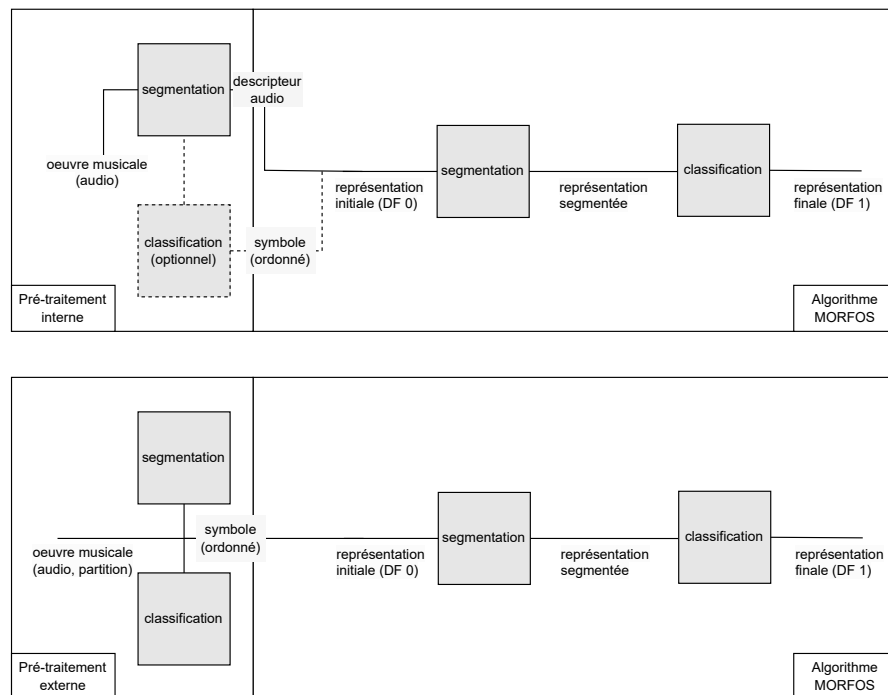 segmentation
descripteur
audio
oeuvre musicale
(audio)
classification
(optionnel)
symbole
(ordonné)
représentation
initiale (DF 0)
segmentation
représentation
segmentée
classification
représentation
finale (DF 1)
Pré-traitement
interne
Algorithme
MORFOS
segmentation
oeuvre musicale
(audio, partition)
symbole
(ordonné)
classification
représentation
initiale (DF 0)
segmentation
représentation
segmentée
classification
représentation
finale (DF 1)
Pré-traitement
externe
Algorithme
MORFOS